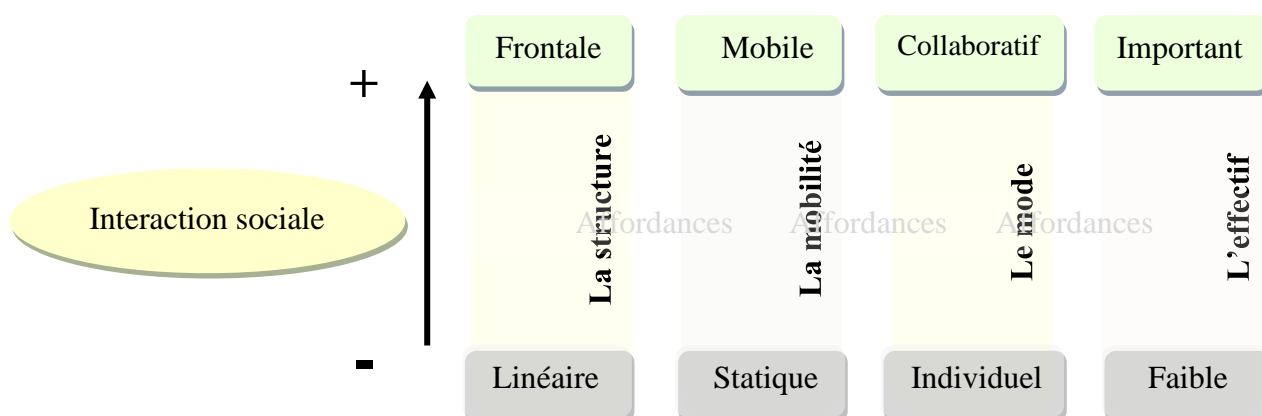 Frontale
Mobile
Collaboratif
Important
+
Interaction sociale
La structure
La mobilité
Le mode
L'effectif
Affordances
Affordances
Affordances
-
Linéaire
Statique
Individuel
Faible